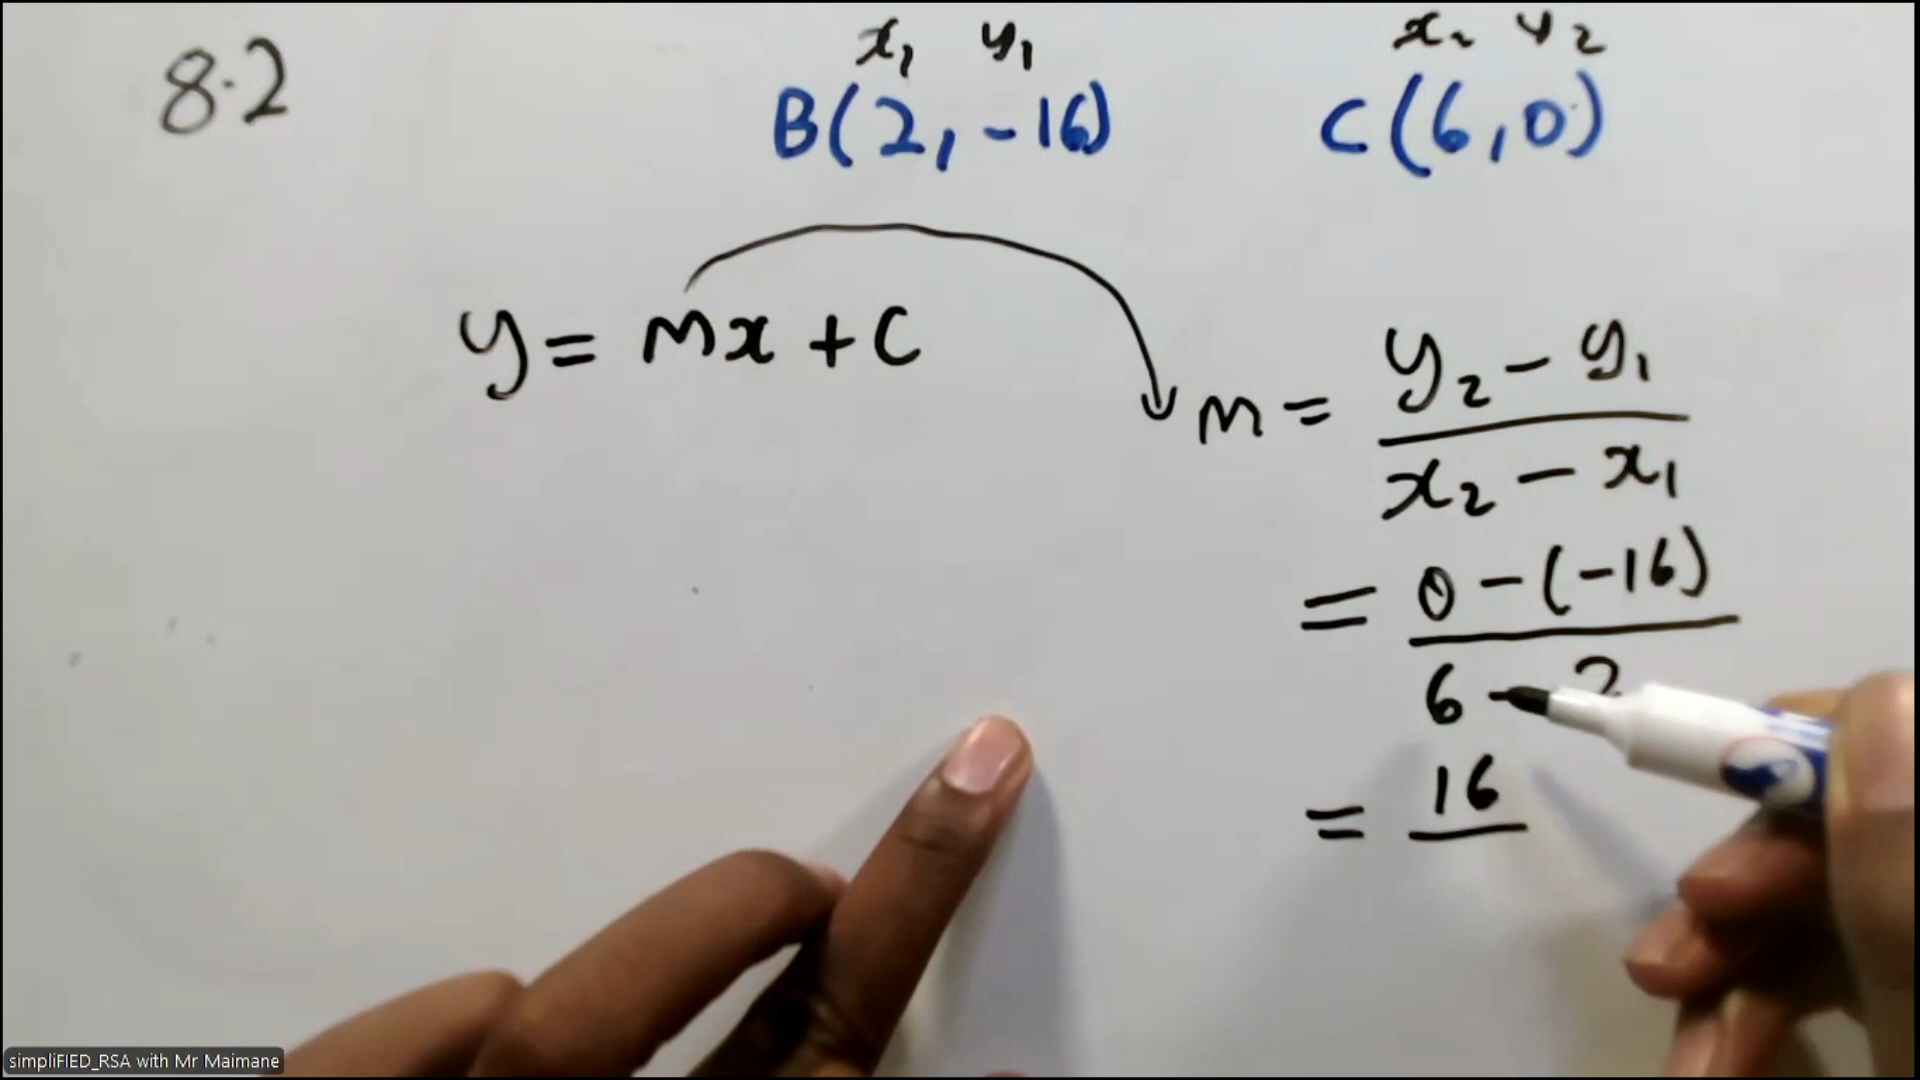 8.2
x₁ y₁ x₂ y₂
B(2, -16) C(6,0)
y = mx + c
m = y₂ - y₁
x₂ - x₁
= 0 - (-16)
6 - 2
= 16
simpliFIED_RSA with Mr Maimane